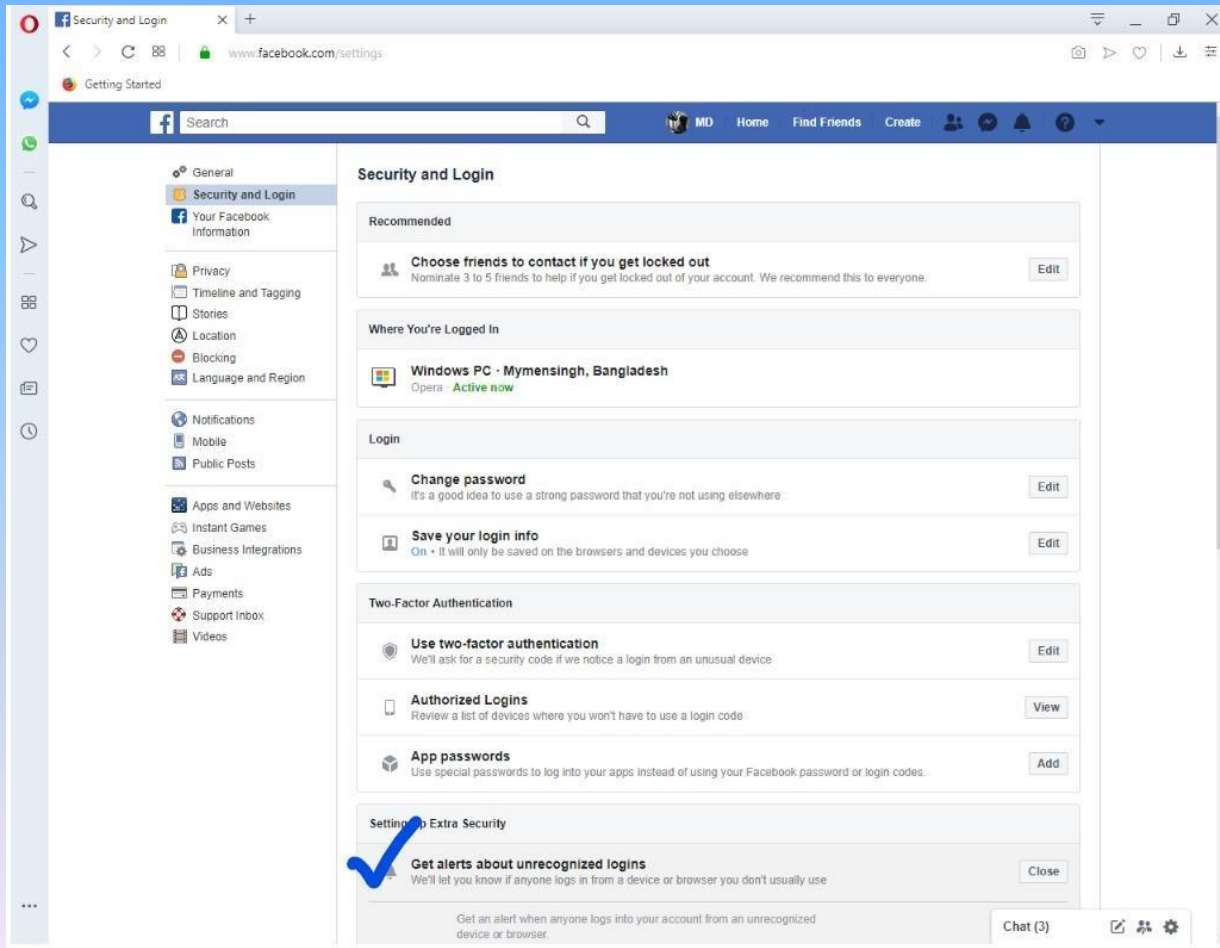 Security and Login
www.facebook.com/settings
Getting Started
Search
MD Home Find Friends Create
General
Security and Login
Your Facebook
Information
Privacy
Timeline and Tagging
Stories
Location
Blocking
Language and Region
Notifications
Mobile
Public Posts
Apps and Websites
Instant Games
Business Integrations
Ads
Payments
Support Inbox
Videos
Security and Login
Recommended
Choose friends to contact if you get locked out
Nominate 3 to 5 friends to help if you get locked out of your account. We recommend this to everyone.
Edit
Where You're Logged In
Windows PC · Mymensingh, Bangladesh
Opera · Active now
Login
Change password
It's a good idea to use a strong password that you're not using elsewhere
Edit
Save your login info
On • It will only be saved on the browsers and devices you choose
Edit
Two-Factor Authentication
Use two-factor authentication
We'll ask for a security code if we notice a login from an unusual device
Edit
Authorized Logins
Review a list of devices where you won't have to use a login code
View
App passwords
Use special passwords to log into your apps instead of using your Facebook password or login codes.
Add
Setting Up Extra Security
Get alerts about unrecognized logins
We'll let you know if anyone logs in from a device or browser you don't usually use
Close
Get an alert when anyone logs into your account from an unrecognized
device or browser.
Chat (3)